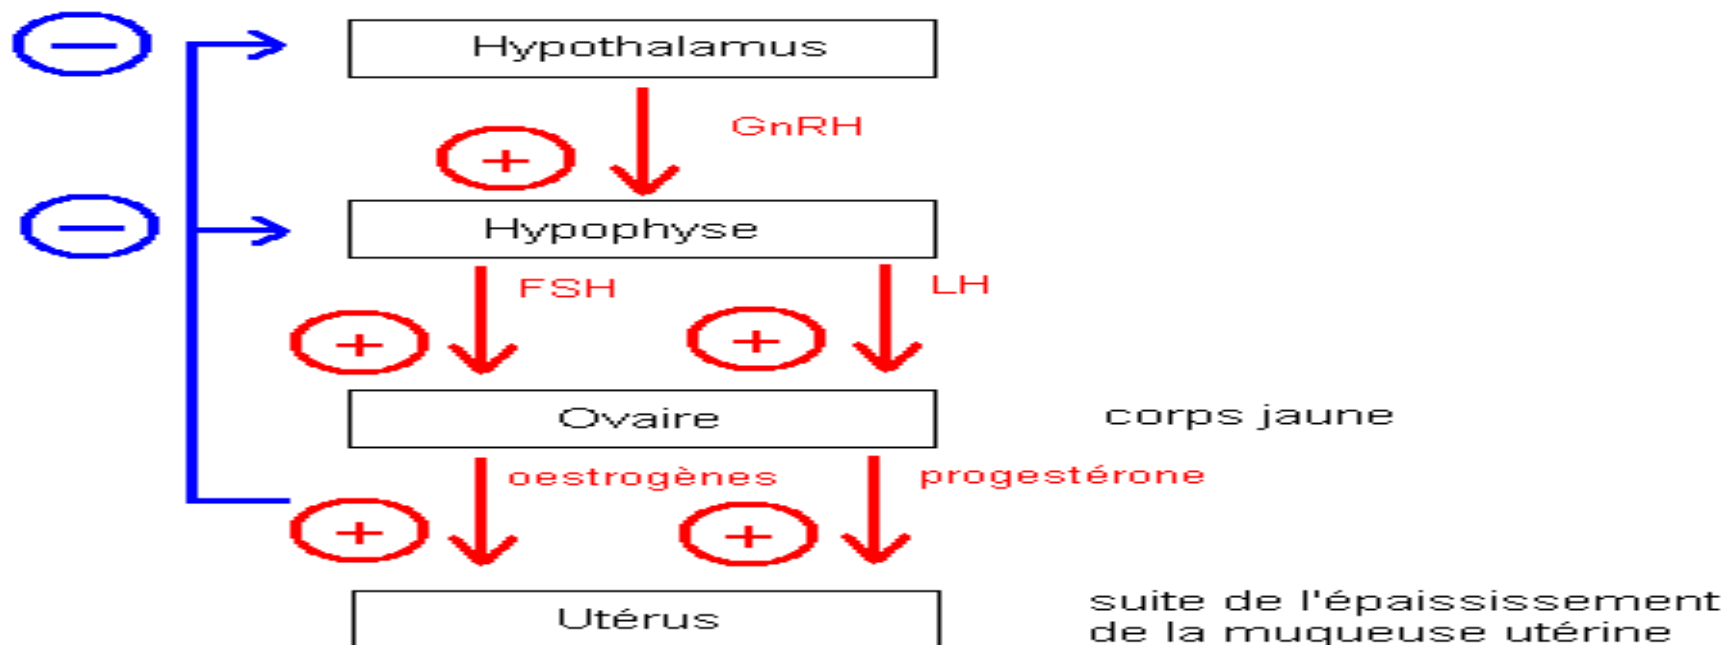 Hypothalamus
GnRH
+
Hypophyse
FSH
LH
+
+
Ovaire
corps jaune
oestrogènes
progestérone
+
+
Utérus
suite de l'épaississement
de la muqueuse utérine